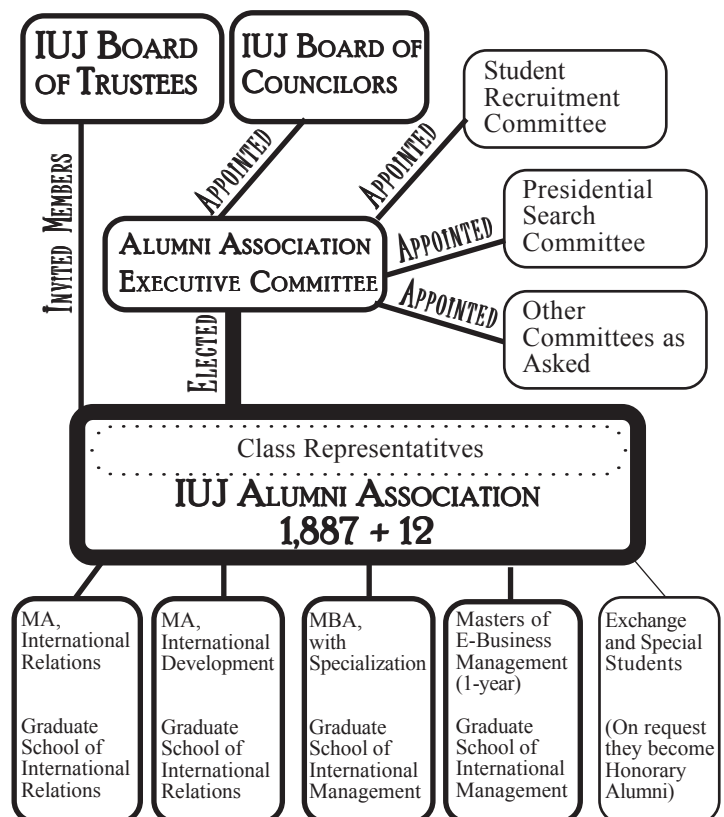 IUJ BOARD
OF TRUSTEES
IUJ BOARD OF
COUNCILORS
Student
Recruitment
Committee
APPOINTED
APPOINTED
INVITED MEMBERS
Presidential
Search
Committee
ALUMNI ASSOCIATION
EXECUTIVE COMMITTEE
APPOINTED
APPOINTED
Other
Committees as
Asked
ELECTED
Class Representatitves
IUJ ALUMNI ASSOCIATION
1,887 + 12
MA,
International
Relations
Graduate
School of
International
Relations
MA,
International
Development
Graduate
School of
International
Relations
MBA,
with
Specialization
Graduate
School of
International
Management
Masters of
E-Business
Management
(1-year)
Graduate
School of
International
Management
Exchange
and Special
Students
(On request
they become
Honorary
Alumni)